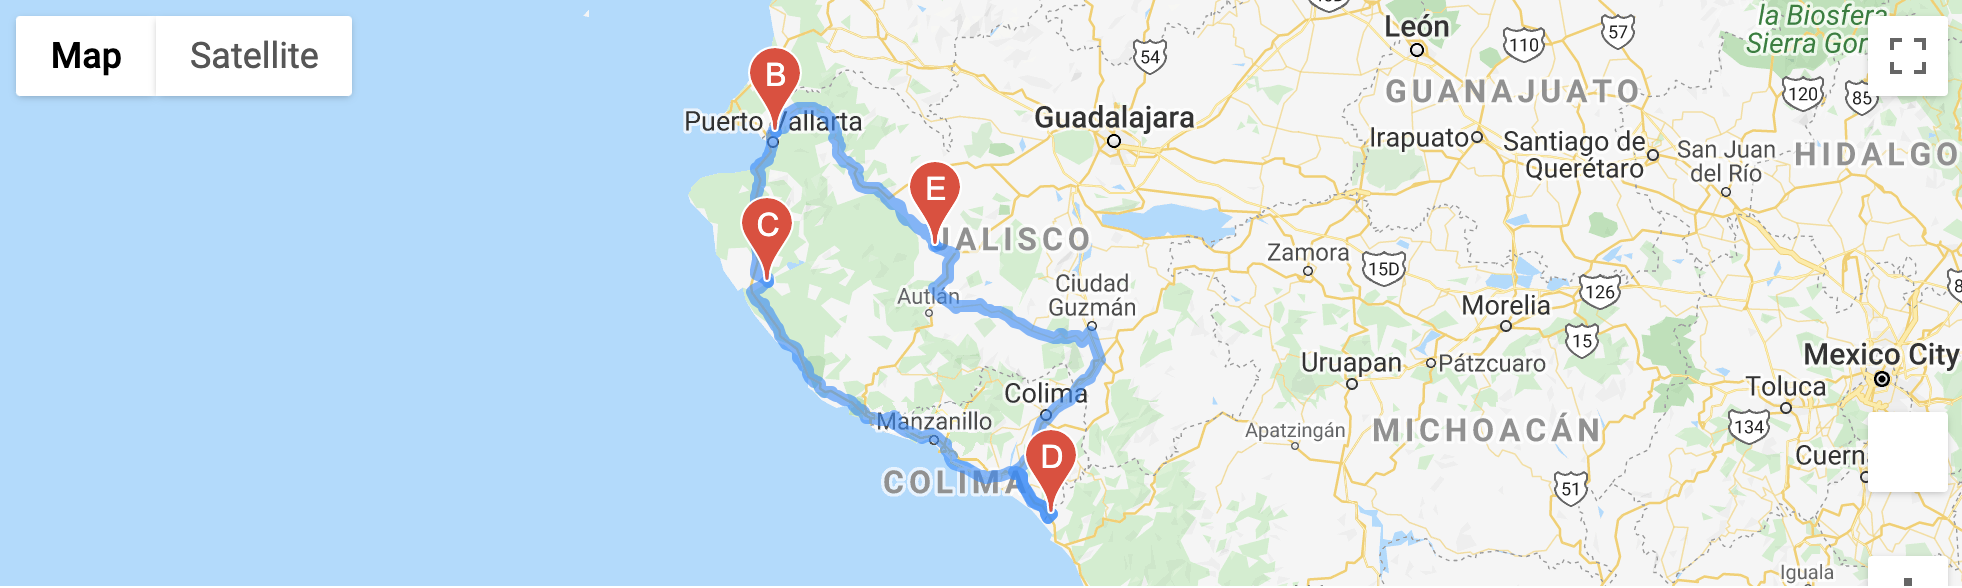 Map
Satellite
B
Puerto Vallarta
C
E
JALISCO
Guadalajara
54
León
110
57
la Biosfera
Sierra Gor
GUANAJUATO
120
85
Irapuato
Santiago de
Querétaro
San Juan
del Río
HIDALGO
Autlán
Ciudad
Guzmán
Zamora
15D
Morelia
126
15
Uruapan
Pátzcuaro
Mexico City
Toluca
Colima
Manzanillo
COLIMA
D
Apatzingán
MICHOACÁN
134
Cuern
51
Iguala